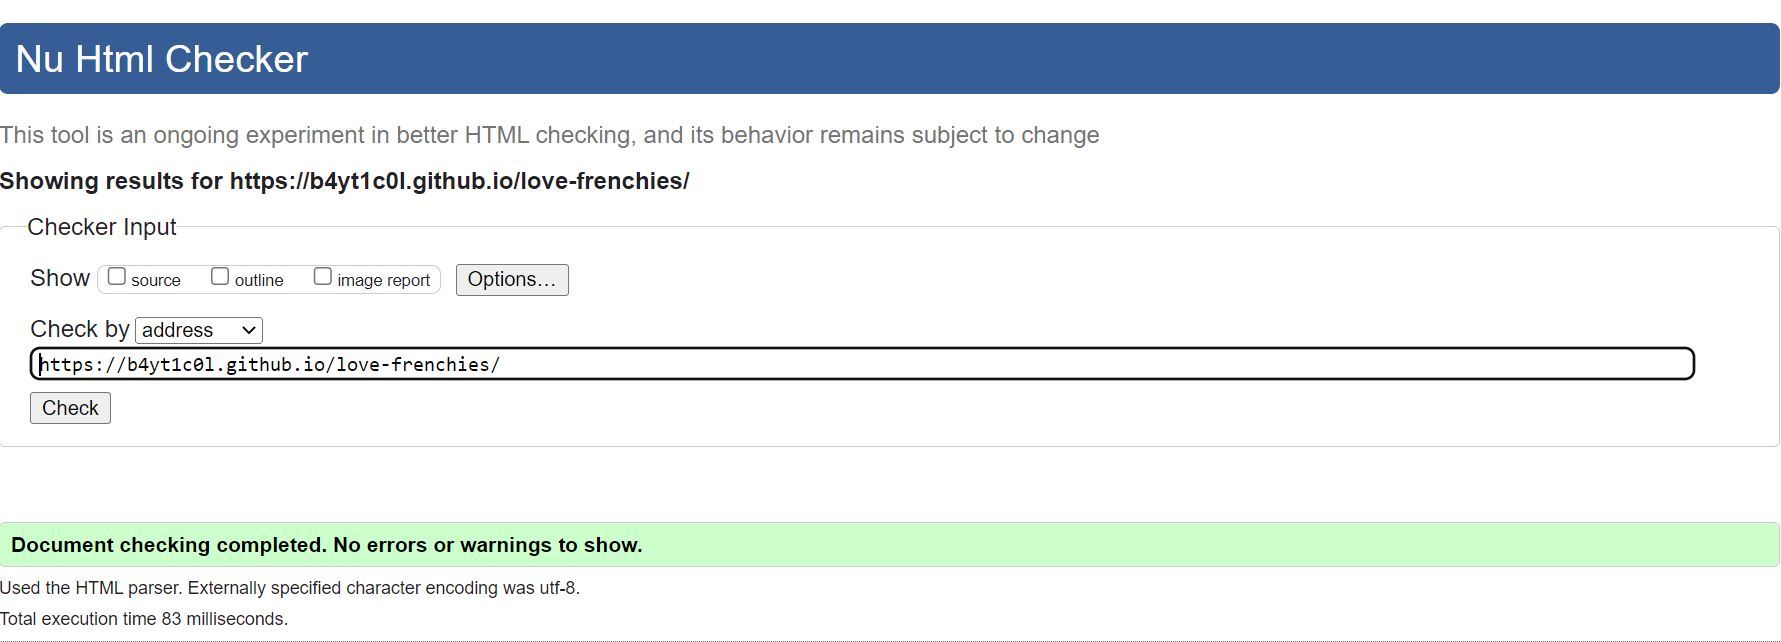 Nu Html Checker
This tool is an ongoing experiment in better HTML checking, and its behavior remains subject to change
Showing results for https://b4yt1c0l.github.io/love-frenchies/
Checker Input
Show source outline image report Options...
Check by address
https://b4yt1c0l.github.io/love-frenchies/
Check
Document checking completed. No errors or warnings to show.
Used the HTML parser. Externally specified character encoding was utf-8.
Total execution time 83 milliseconds.